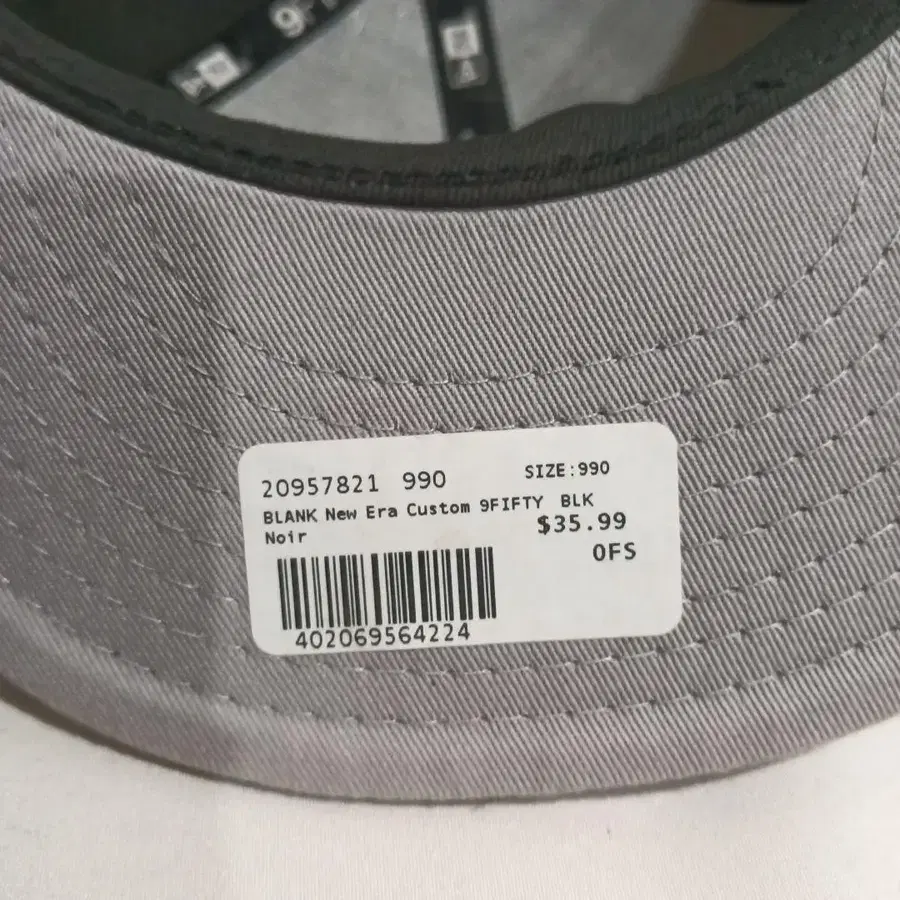 20957821 990 SIZE:990
BLANK New Era Custom 9FIFTY BLK
Noir
$35.99
OFS
402069564224